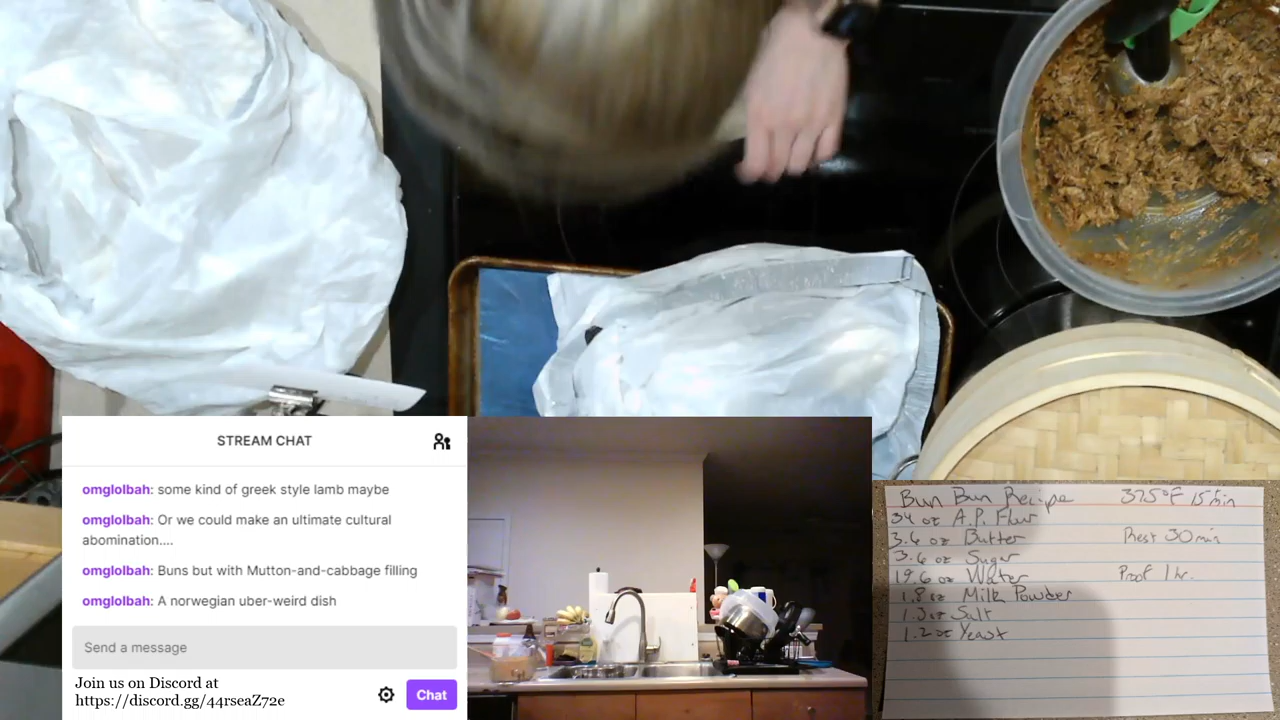 STREAM CHAT
omglolbah: some kind of greek style lamb maybe
omglolbah: Or we could make an ultimate cultural
abomination....
omglolbah: Buns but with Mutton-and-cabbage filling
omglolbah: A norwegian uber-weird dish
Send a message
Join us on Discord at
https://discord.gg/44rseaZ72e
Chat
Bun Bun Recipe 375°F 15 min
34 oz A.P. Flour
3.6 oz Butter Rest 30 min
3.6 oz Sugar
19.6 oz Water Proof 1 hr.
1.8 oz Milk Powder
oz Salt
1.2 oz Yeast